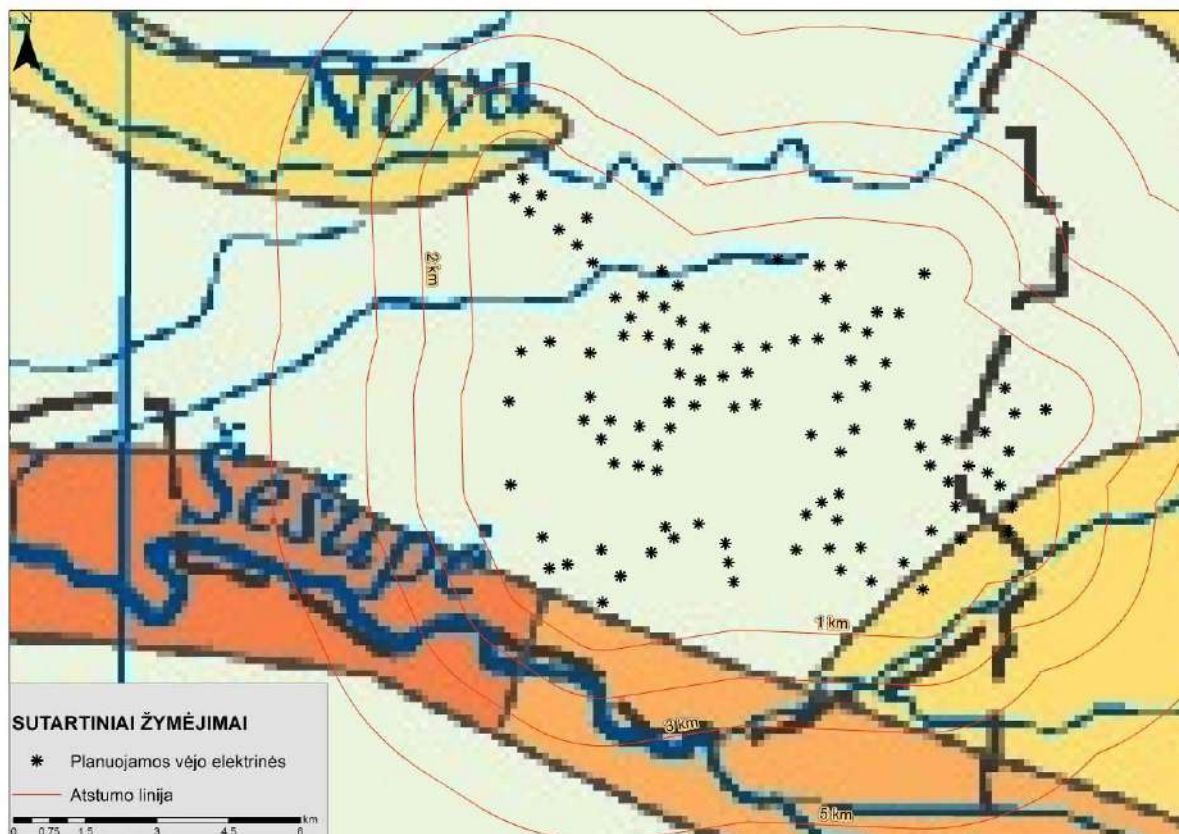 N
Nova
2 km
Šešupė
1 km
3 km
5 km
SUTARTINIAI ŽYMĖJIMAI
Planuojamos vėjo elektrinės
Atstumo linija
km
0 0.75 1.5 3 4.5 6